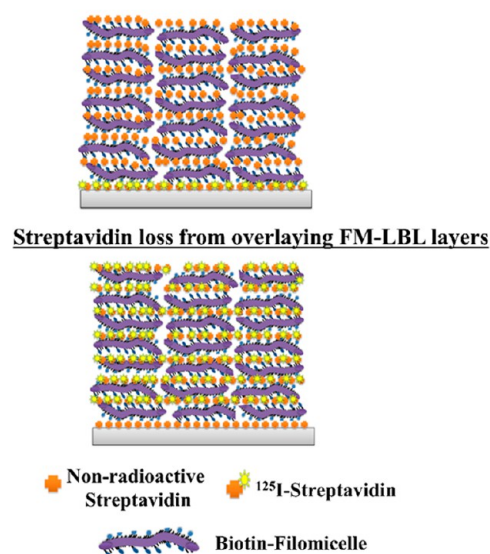 Streptavidin loss from overlaying FM-LBL layers
Non-radioactive
Streptavidin
¹²⁵I-Streptavidin
Biotin-Filomicelle